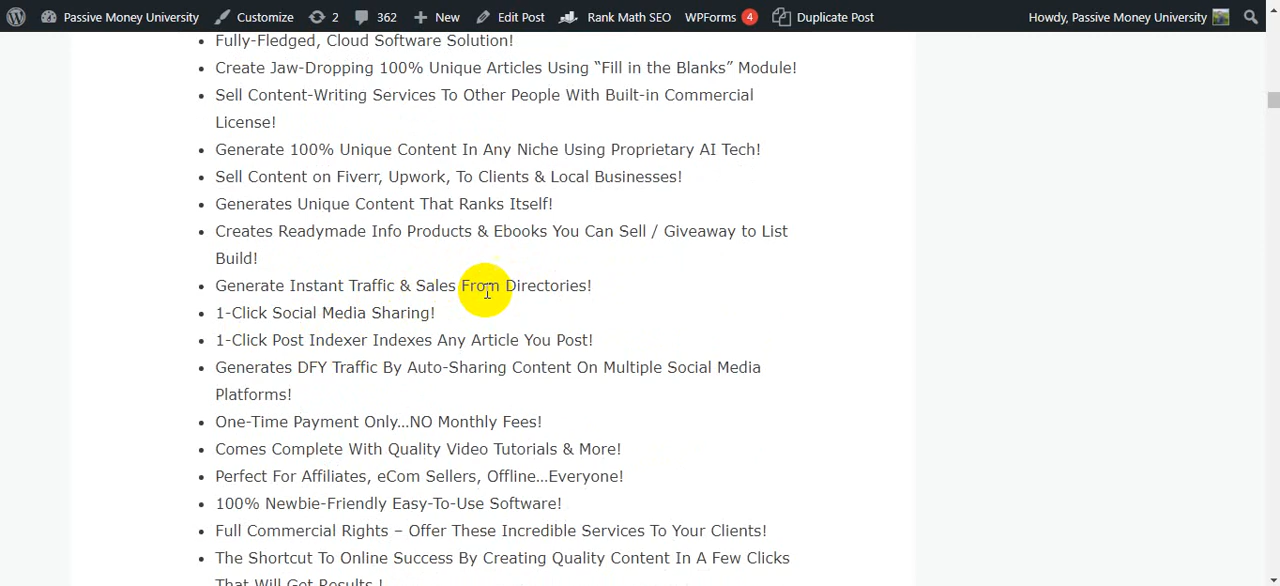 Passive Money University Customize 2 362 New Edit Post Rank Math SEO WPForms 4 Duplicate Post Howdy, Passive Money University
Fully-Fledged, Cloud Software Solution!
Create Jaw-Dropping 100% Unique Articles Using “Fill in the Blanks” Module!
Sell Content-Writing Services To Other People With Built-in Commercial
License!
Generate 100% Unique Content In Any Niche Using Proprietary AI Tech!
Sell Content on Fiverr, Upwork, To Clients & Local Businesses!
Generates Unique Content That Ranks Itself!
Creates Readymade Info Products & Ebooks You Can Sell / Giveaway to List
Build!
Generate Instant Traffic & Sales From Directories!
1-Click Social Media Sharing!
1-Click Post Indexer Indexes Any Article You Post!
Generates DFY Traffic By Auto-Sharing Content On Multiple Social Media
Platforms!
One-Time Payment Only...NO Monthly Fees!
Comes Complete With Quality Video Tutorials & More!
Perfect For Affiliates, eCom Sellers, Offline...Everyone!
100% Newbie-Friendly Easy-To-Use Software!
Full Commercial Rights – Offer These Incredible Services To Your Clients!
The Shortcut To Online Success By Creating Quality Content In A Few Clicks
That Will Get Results !